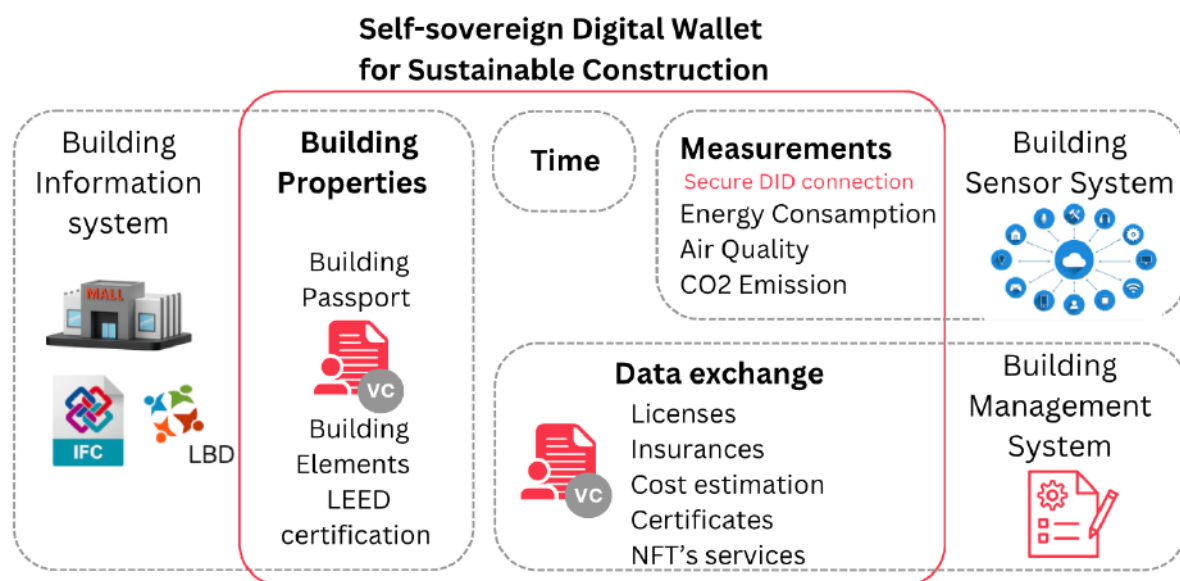 Self-sovereign Digital Wallet
for Sustainable Construction
Building
Information
system
MALL
IFC
LBD
Building
Properties
Building
Passport
VC
Building
Elements
LEED
certification
Time
Measurements
Secure DID connection
Energy Consamption
Air Quality
CO2 Emission
Building
Sensor System
Data exchange
VC
Licenses
Insurances
Cost estimation
Certificates
NFT's services
Building
Management
System